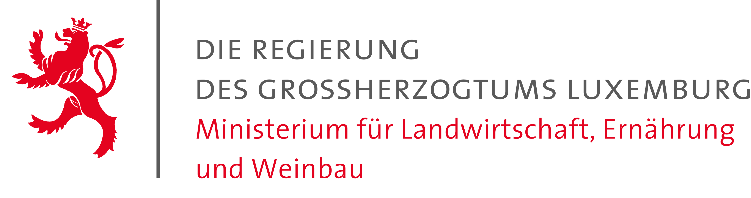 DIE REGIERUNG
DES GROSSHERZOGTUMS LUXEMBURG
Ministerium für Landwirtschaft, Ernährung
und Weinbau